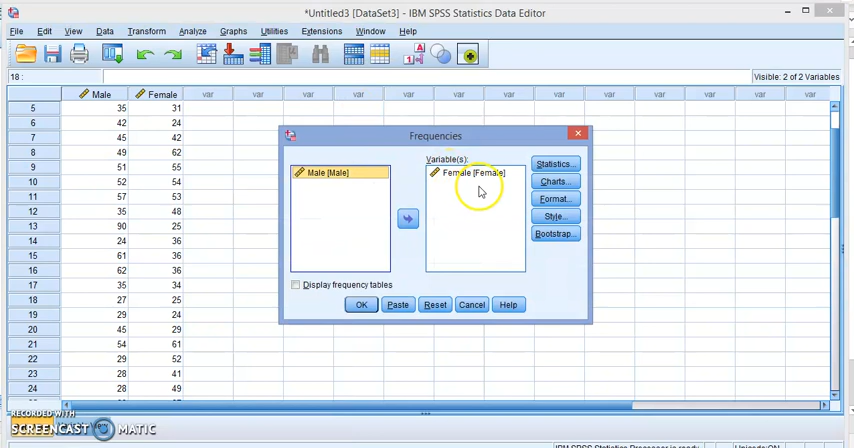 *Untitled3 [DataSet3] - IBM SPSS Statistics Data Editor
File Edit View Data Transform Analyze Graphs Utilities Extensions Window Help
18 : Visible: 2 of 2 Variables
Male Female var var var var var var var var var var var var
5 35 31
6 42 24
7 45 42
8 49 62
9 51 55
10 52 54
11 57 53
12 35 48
13 90 25
14 24 36
15 61 36
16 62 36
17 35 34
18 27 25
19 29 24
20 45 29
21 54 61
22 29 52
23 28 41
24 28 49
Frequencies
Variable(s):
Male [Male]
Female [Female]
Statistics...
Charts...
Format...
Style...
Bootstrap...
Display frequency tables
OK Paste Reset Cancel Help
RECORDED WITH
SCREENCAST MATIC
IBM SPSS Statistics Processor is ready Unicode:ON